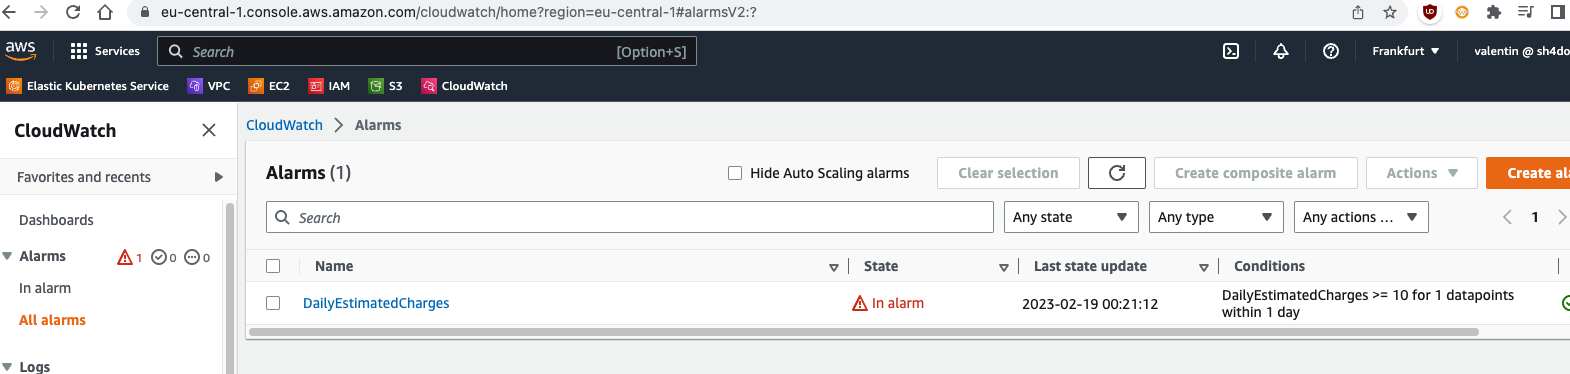 eu-central-1.console.aws.amazon.com/cloudwatch/home?region=eu-central-1#alarmsV2:?
aws Services Search [Option+S] Frankfurt valentin @ sh4do
Elastic Kubernetes Service VPC EC2 IAM S3 CloudWatch
CloudWatch
Favorites and recents
Dashboards
Alarms 1 0 0
In alarm
All alarms
Logs
CloudWatch Alarms
Alarms (1) Hide Auto Scaling alarms Clear selection Create composite alarm Actions Create al
Search Any state Any type Any actions ... 1
Name State Last state update Conditions
DailyEstimatedCharges In alarm 2023-02-19 00:21:12 DailyEstimatedCharges >= 10 for 1 datapoints
within 1 day